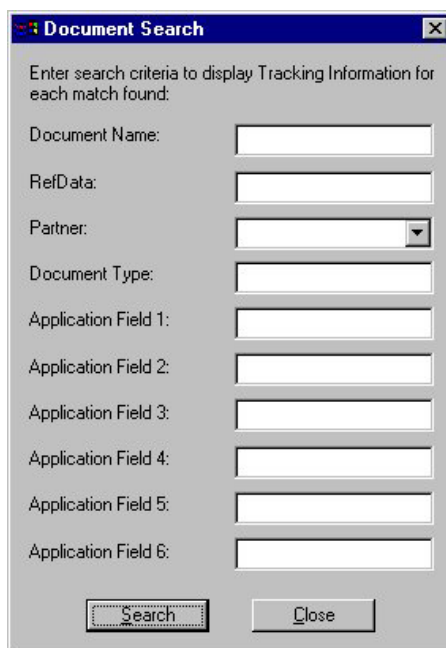 Document Search
Enter search criteria to display Tracking Information for
each match found:
Document Name:
RefData:
Partner:
Document Type:
Application Field 1:
Application Field 2:
Application Field 3:
Application Field 4:
Application Field 5:
Application Field 6:
Search Close